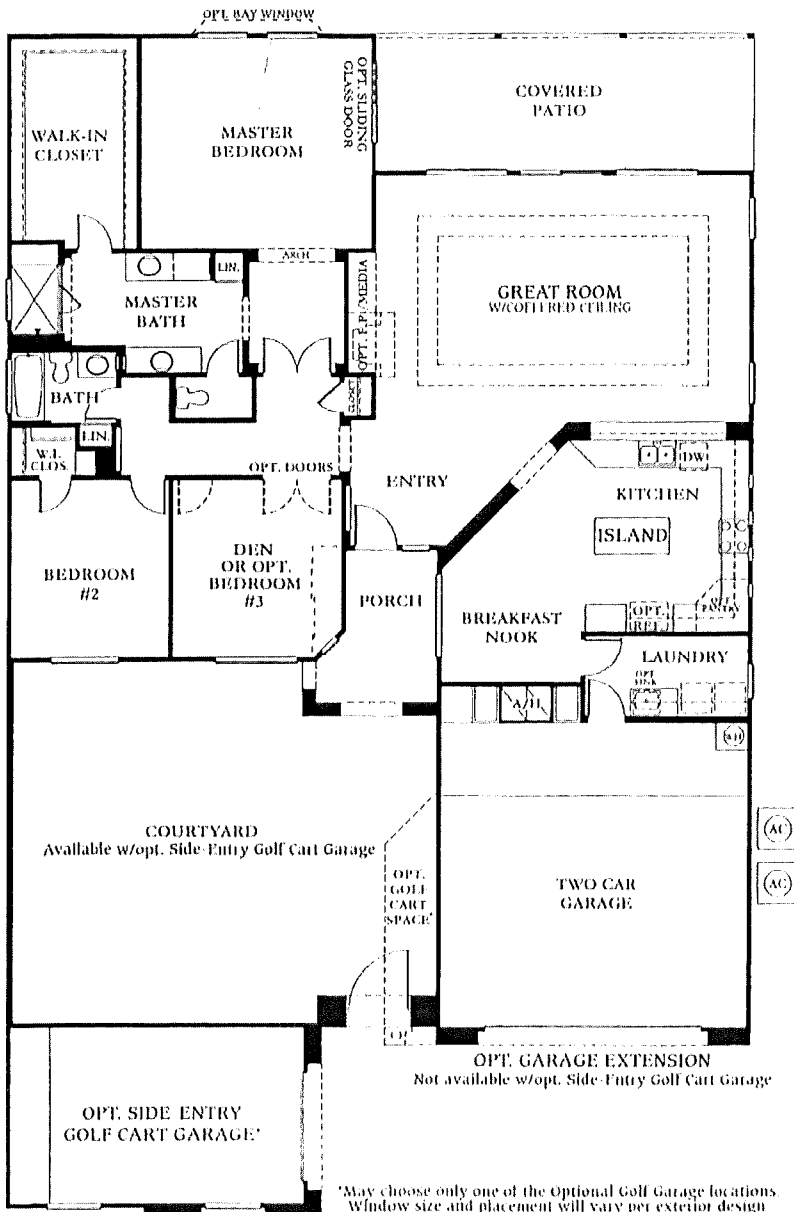 OPT. BAY WINDOW
COVERED
PATIO
OPT. SLIDING
GLASS DOOR
WALK-IN
CLOSET
MASTER
BEDROOM
ARCH
LIN.
MASTER
BATH
OPT. F.P./MEDIA
GREAT ROOM
W/COFFERED CEILING
BATH
CLOSET
LIN.
W.I.
CLOS.
OPT. DOORS
ENTRY
DW
KITCHEN
ISLAND
DEN
OR OPT.
BEDROOM
#3
BEDROOM
#2
PORCH
BREAKFAST
NOOK
OPT.
REF.
OPT.
PANTRY
LAUNDRY
OPT
SINK
A/H
WH
COURTYARD
Available w/opt. Side-Entry Golf Cart Garage
AC
OPT.
GOLF
CART
SPACE*
TWO CAR
GARAGE
AC
OPT. GARAGE EXTENSION
Not available w/opt. Side-Entry Golf Cart Garage
OPT. SIDE ENTRY
GOLF CART GARAGE*
*May choose only one of the Optional Golf Garage locations.
Window size and placement will vary per exterior design